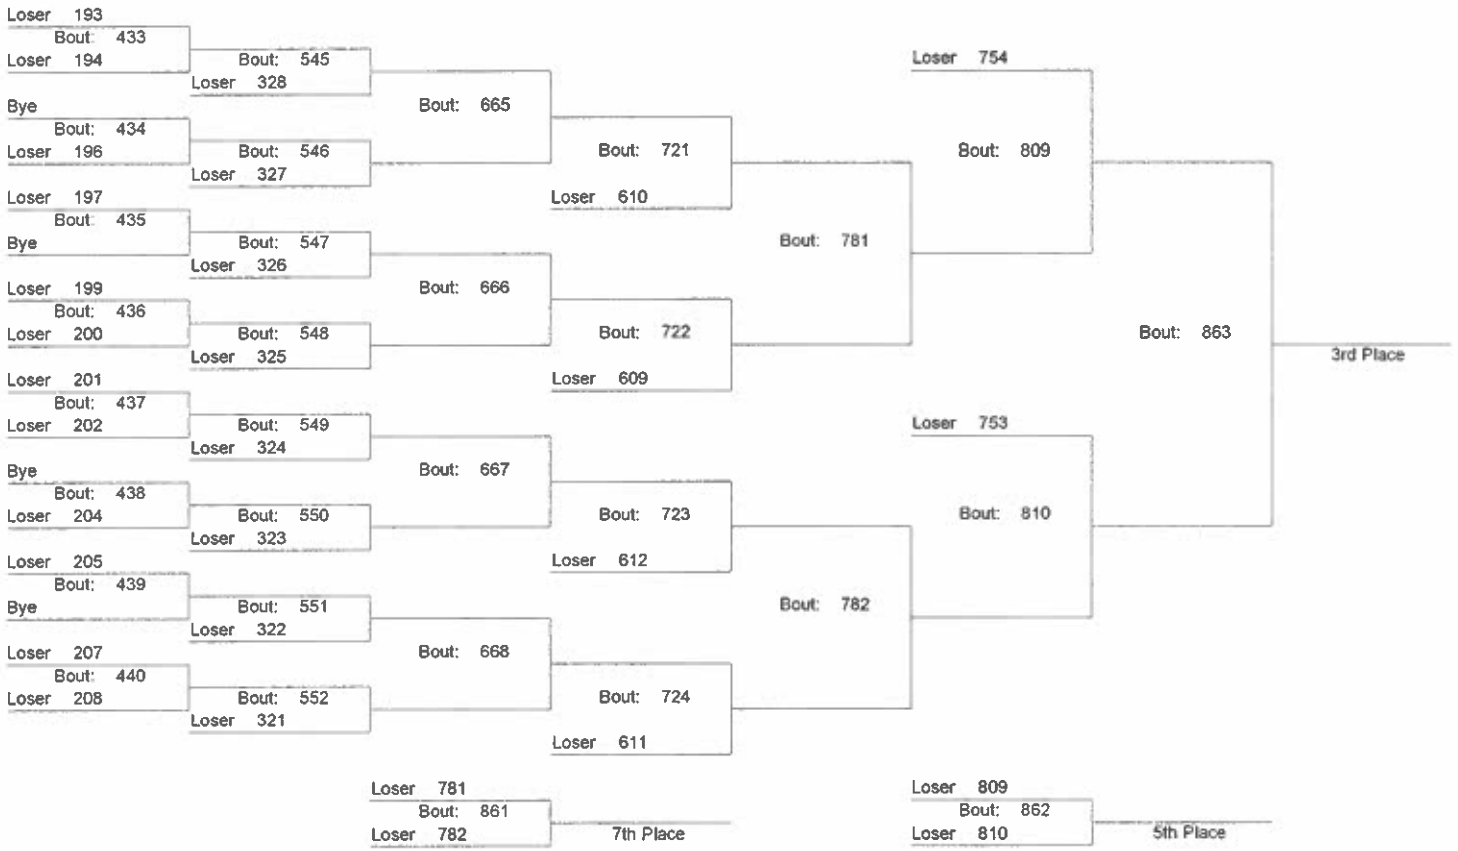 Loser 193
Bout: 433
Loser 194
Bye
Bout: 434
Loser 196
Loser 197
Bout: 435
Bye
Loser 199
Bout: 436
Loser 200
Loser 201
Bout: 437
Loser 202
Bye
Bout: 438
Loser 204
Loser 205
Bout: 439
Bye
Loser 207
Bout: 440
Loser 208
Bout: 545
Loser 328
Bout: 546
Loser 327
Bout: 547
Loser 326
Bout: 548
Loser 325
Bout: 549
Loser 324
Bout: 550
Loser 323
Bout: 551
Loser 322
Bout: 552
Loser 321
Bout: 665
Bout: 666
Bout: 667
Bout: 668
Bout: 721
Loser 610
Bout: 722
Loser 609
Bout: 723
Loser 612
Bout: 724
Loser 611
Bout: 781
Bout: 782
Loser 754
Bout: 809
Loser 753
Bout: 810
Bout: 863
3rd Place
Loser 781
Bout: 861
Loser 782
7th Place
Loser 809
Bout: 862
Loser 810
5th Place